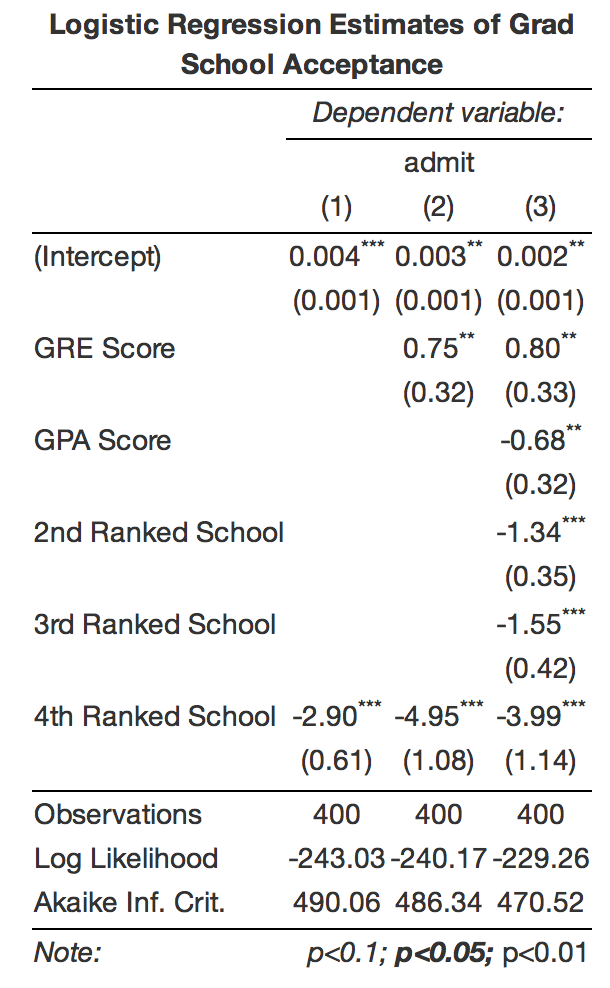 Logistic Regression Estimates of Grad
School Acceptance
Dependent variable:
admit
(1) (2) (3)
(Intercept) 0.004*** 0.003** 0.002**
(0.001) (0.001) (0.001)
GRE Score 0.75** 0.80**
(0.32) (0.33)
GPA Score -0.68**
(0.32)
2nd Ranked School -1.34***
(0.35)
3rd Ranked School -1.55***
(0.42)
4th Ranked School -2.90*** -4.95*** -3.99***
(0.61) (1.08) (1.14)
Observations 400 400 400
Log Likelihood -243.03 -240.17 -229.26
Akaike Inf. Crit. 490.06 486.34 470.52
Note: p<0.1; p<0.05; p<0.01